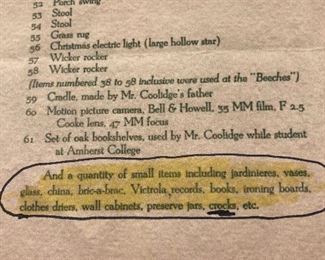 52 Porch swing
53 Stool
54 Stool
55 Grass rug
56 Christmas electric light (large hollow star)
57 Wicker rocker
58 Wicker rocker
(Items numbered 38 to 58 inclusive were used at the "Beeches")
59 Cradle, made by Mr. Coolidge's father
60 Motion picture camera, Bell & Howell, 35 MM film, F 2.5
Cooke lens, 47 MM focus
61 Set of oak bookshelves, used by Mr. Coolidge while student
at Amherst College
And a quantity of small items including jardinieres, vases,
glass, china, bric-a-brac, Victrola records, books, ironing boards,
clothes driers, wall cabinets, preserve jars, crocks, etc.